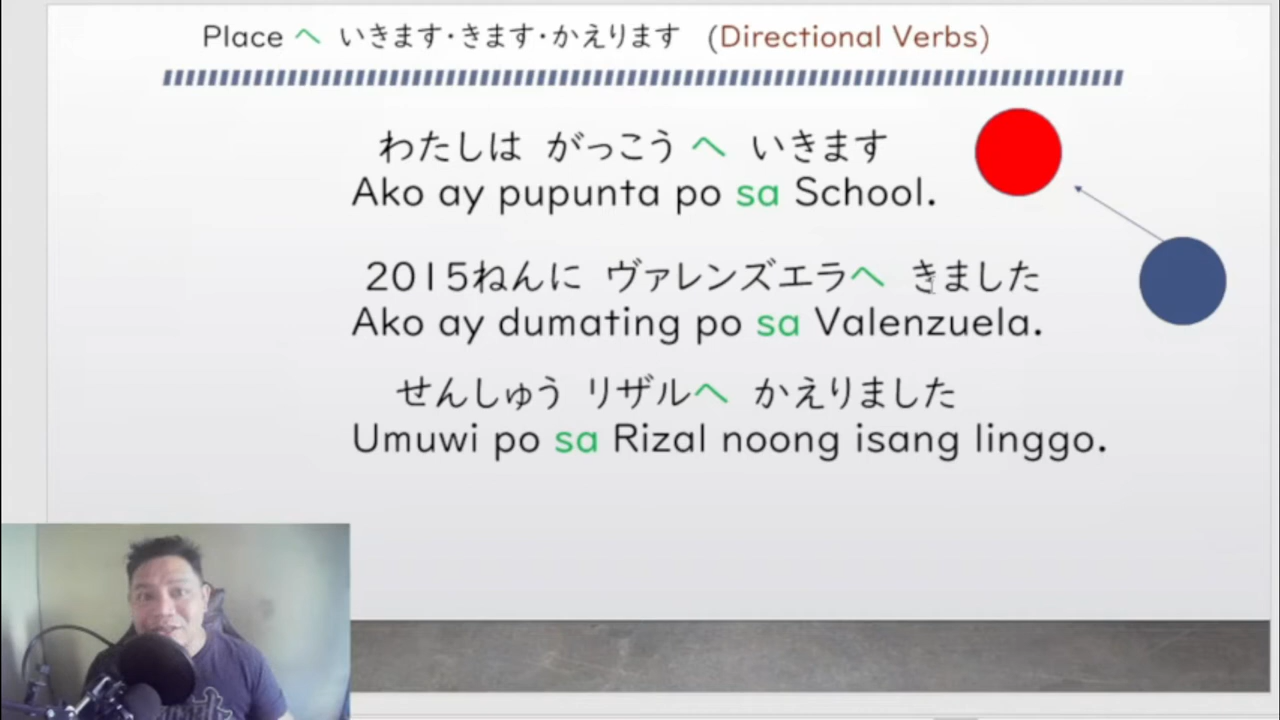 Place へ いきます・きます・かえります (Directional Verbs)
わたしは がっこう へ いきます
Ako ay pupunta po sa School.
2015ねんに ヴァレンズエラへ きました
Ako ay dumating po sa Valenzuela.
せんしゅう リザルへ かえりました
Umuwi po sa Rizal noong isang linggo.